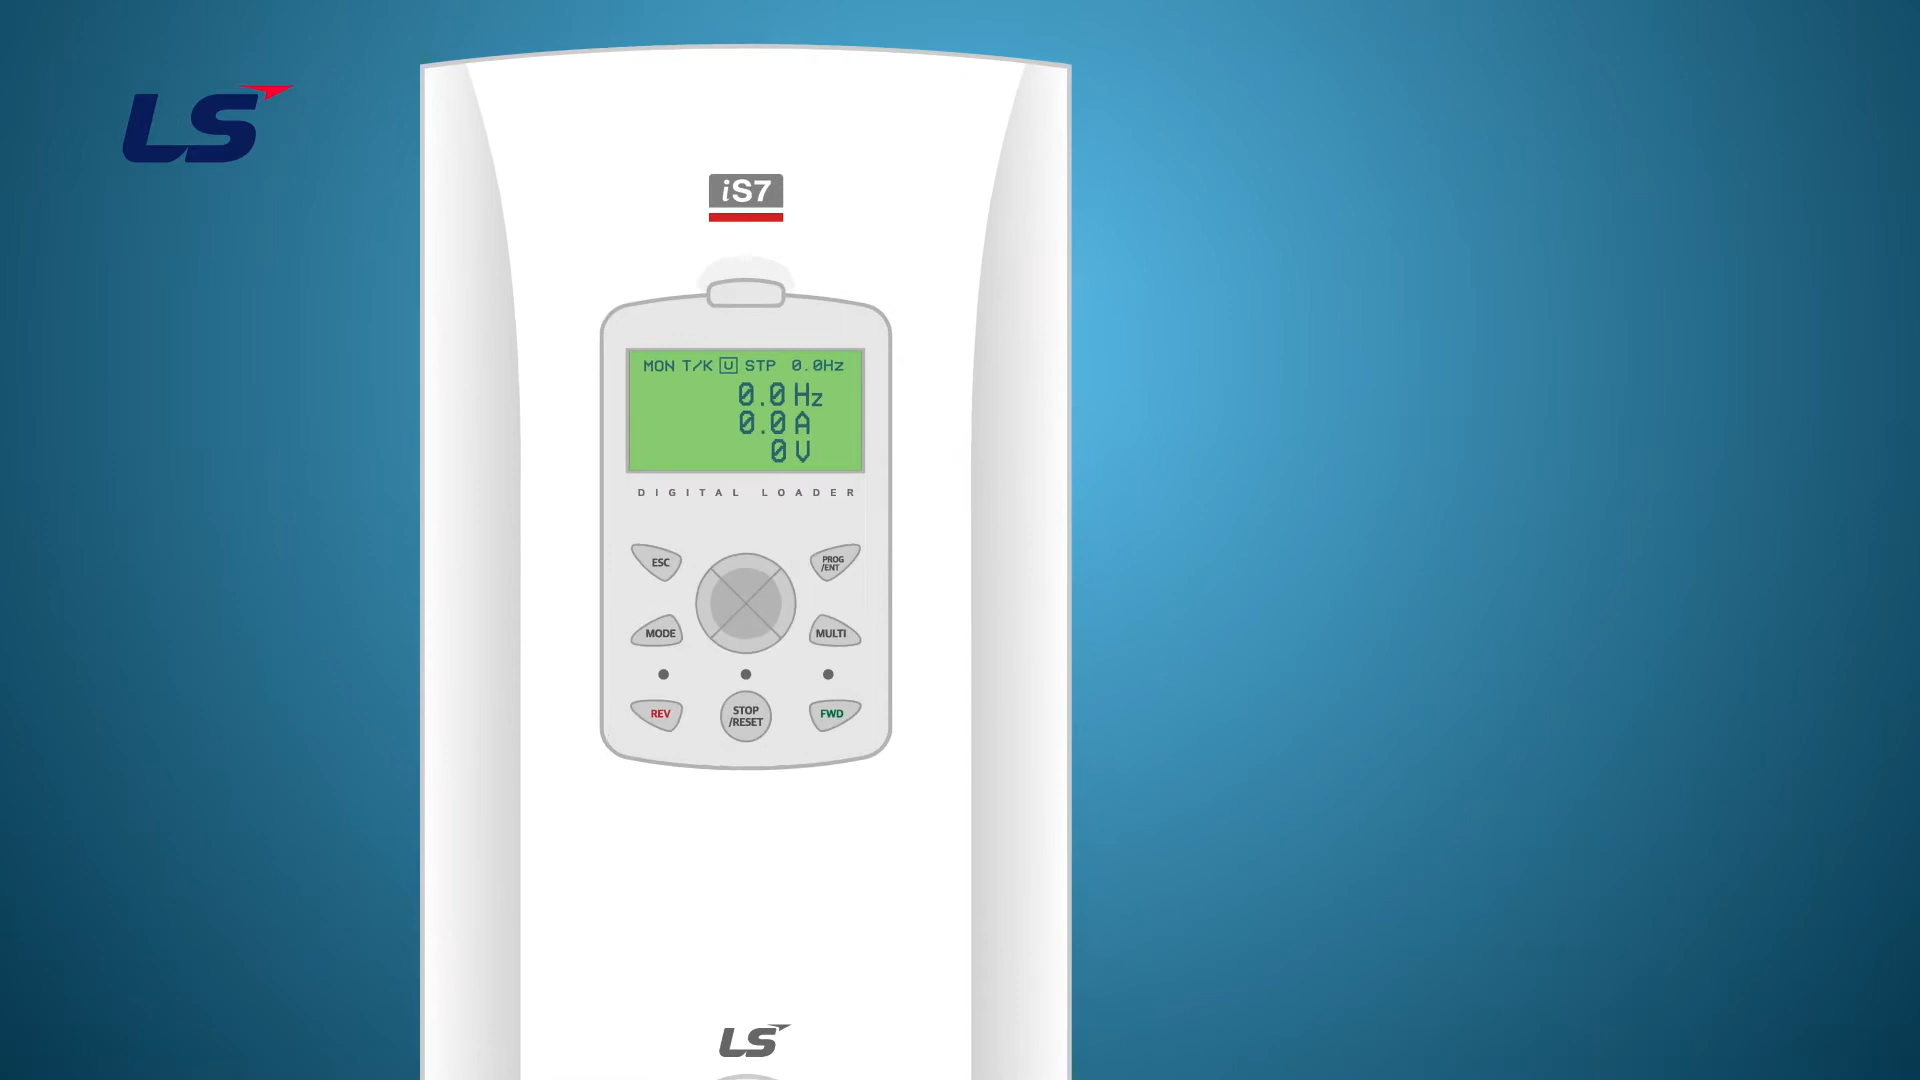 LS
iS7
MON T/K U STP 0.0Hz
0.0 Hz
0.0 A
0 V
DIGITAL LOADER
ESC
PROG
/ENT
MODE
MULTI
REV
STOP
/RESET
FWD
LS